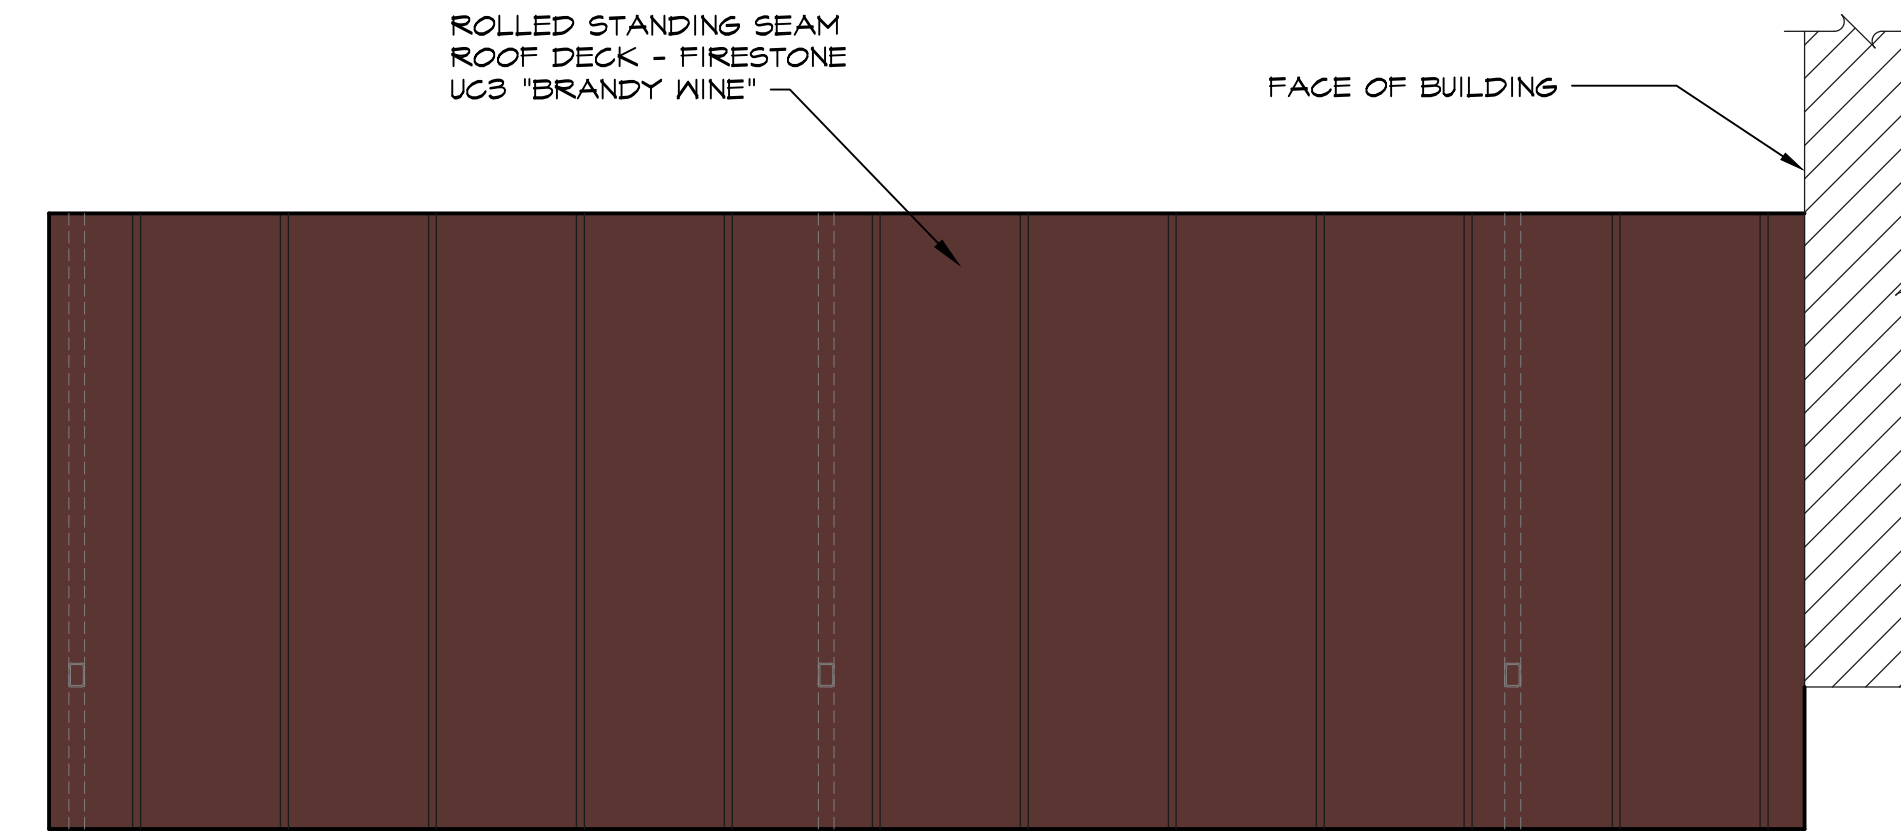 ROLLED STANDING SEAM
ROOF DECK - FIRESTONE
UC3 "BRANDY WINE"
FACE OF BUILDING